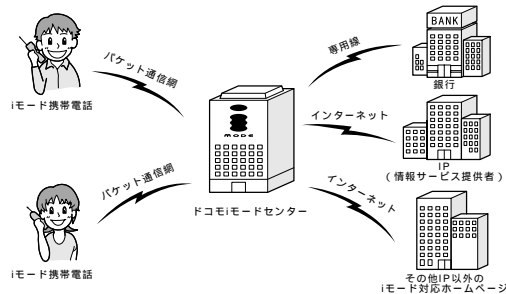 iモード携帯電話
パケット通信網
MODE
ドコモiモードセンター
専用線
BANK
銀行
インターネット
IP
(情報サービス提供者)
パケット通信網
iモード携帯電話
インターネット
その他IP以外の
iモード対応ホームページ